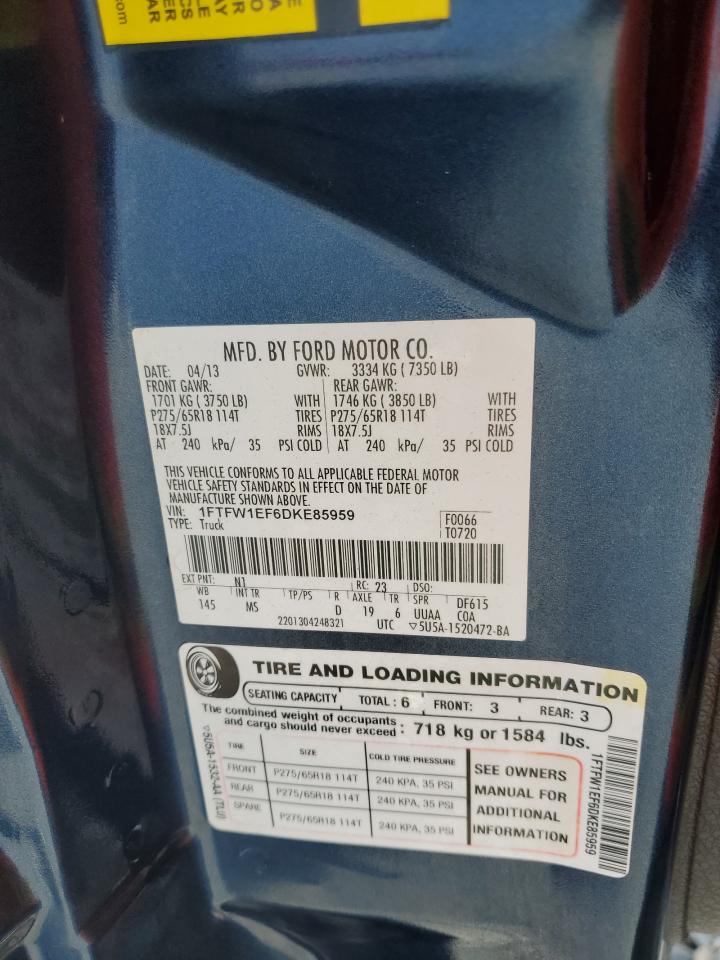 MFD. BY FORD MOTOR CO.
DATE: 04/13 GVWR: 3334 KG ( 7350 LB)
FRONT GAWR: REAR GAWR:
1701 KG ( 3750 LB) WITH 1746 KG ( 3850 LB) WITH
P275/65R18 114T TIRES P275/65R18 114T TIRES
18X7.5J RIMS 18X7.5J RIMS
AT 240 kPa/ 35 PSI COLD AT 240 kPa/ 35 PSI COLD
THIS VEHICLE CONFORMS TO ALL APPLICABLE FEDERAL MOTOR
VEHICLE SAFETY STANDARDS IN EFFECT ON THE DATE OF
MANUFACTURE SHOWN ABOVE.
VIN: 1FTFW1EF6DKE85959 F0066
TYPE: Truck T0720
EXT PNT: N1 RC: 23 DSO:
WB INT TR TP/PS R AXLE TR SPR DF615
145 MS D 19 6 UUAA COA
2201304248321 UTC ▽5U5A-1520472-BA
TIRE AND LOADING INFORMATION
SEATING CAPACITY TOTAL: 6 FRONT: 3 REAR: 3
The combined weight of occupants
and cargo should never exceed : 718 kg or 1584 lbs.
TIRE SIZE COLD TIRE PRESSURE
FRONT P275/65R18 114T 240 KPA, 35 PSI
REAR P275/65R18 114T 240 KPA, 35 PSI
SPARE P275/65R18 114T 240 KPA, 35 PSI
SEE OWNERS
MANUAL FOR
ADDITIONAL
INFORMATION
▽5U5A-1532-AA (TLU)
1FTFW1EF6DKE85959